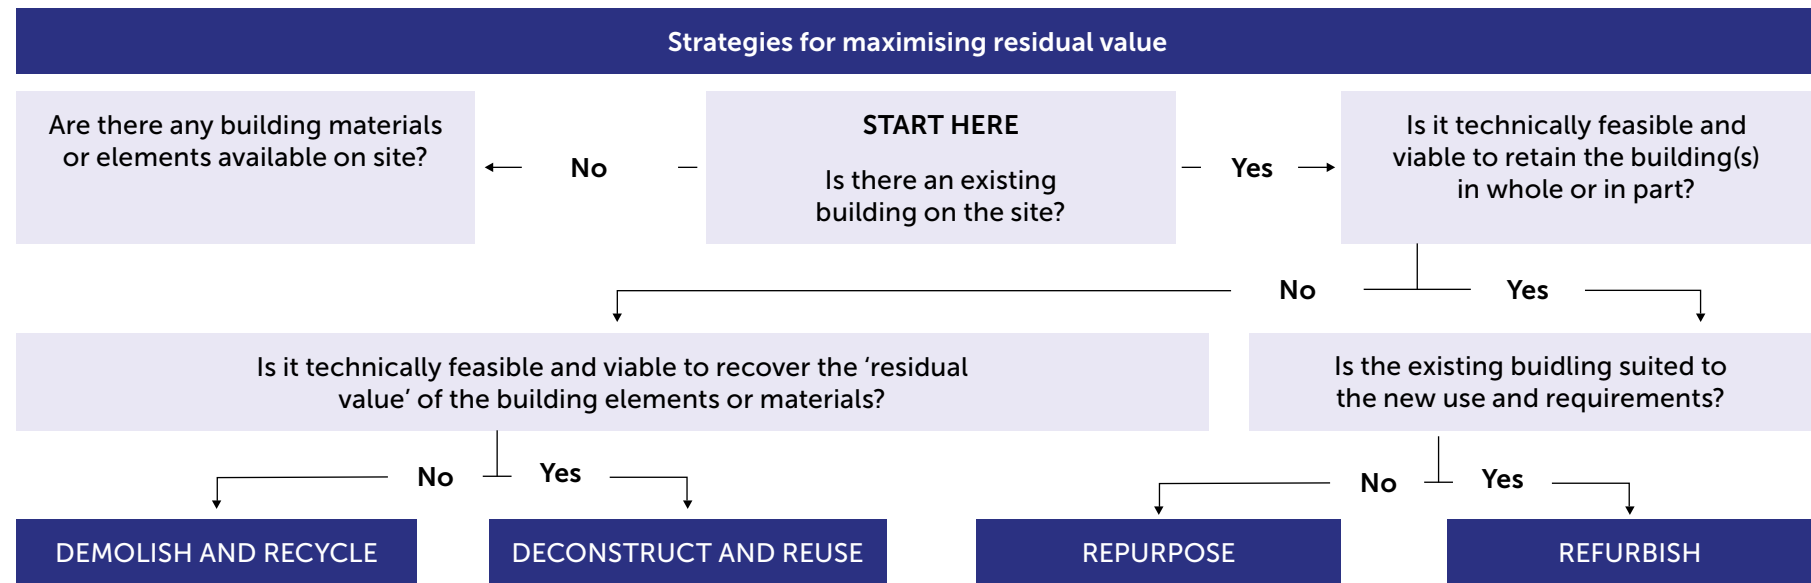 Strategies for maximising residual value
Are there any building materials
or elements available on site?
No
START HERE
Is there an existing
building on the site?
Yes
Is it technically feasible and
viable to retain the building(s)
in whole or in part?
No
Yes
Is it technically feasible and viable to recover the ‘residual
value’ of the building elements or materials?
Is the existing buidling suited to
the new use and requirements?
No
Yes
No
Yes
DEMOLISH AND RECYCLE
DECONSTRUCT AND REUSE
REPURPOSE
REFURBISH